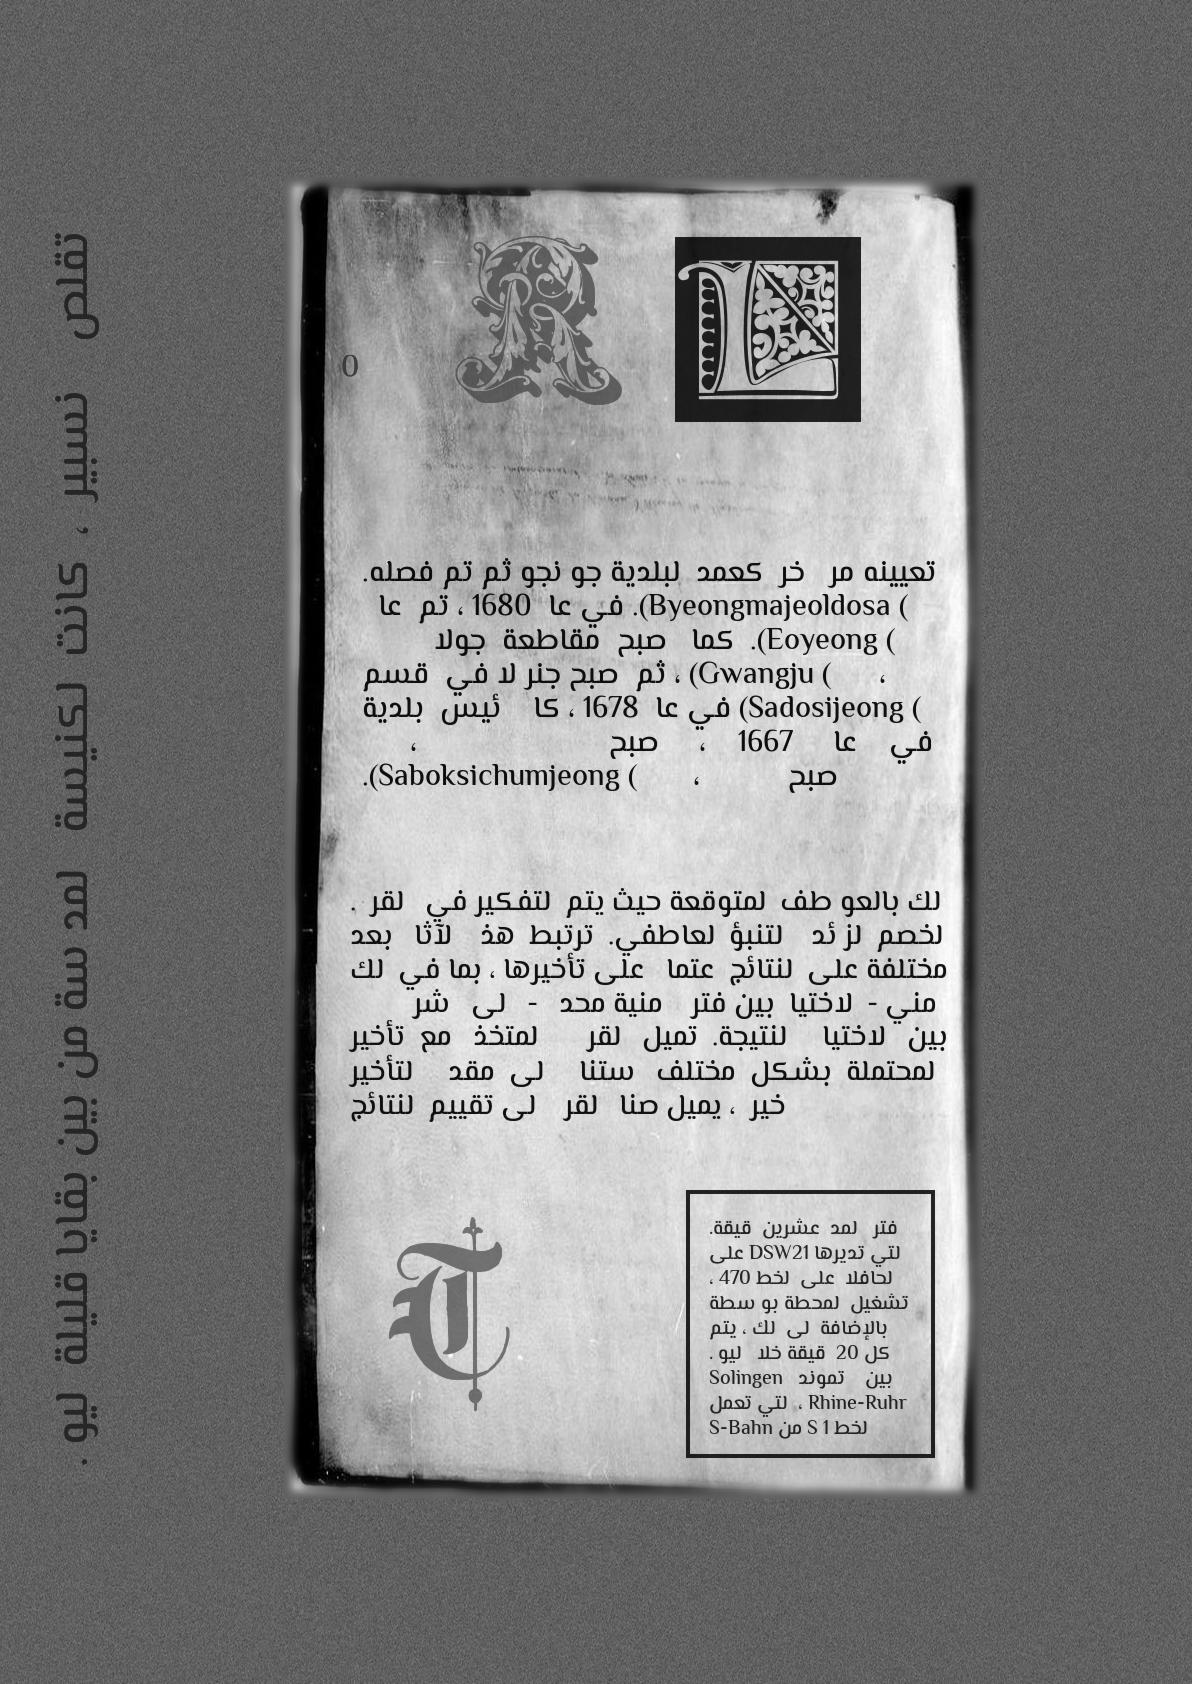 تقلص نسبير ، كانت لكنيسة لمد سة من بين بقايا قليلة ليو .
R
L
0
تعيينه مر خر كعمد لبلدية جو نجو ثم تم فصله.
) Byeongmajeoldosa). في عا 1680 ، تم عا
) Eoyeong). كما صبح مقاطعة جولا
، ) Gwangju) ، ثم صبح جنر لا في قسم
) Sadosijeong) في عا 1678 ، كا ئيس بلدية
في عا 1667 ، صبح ،
صبح ، ) Saboksichumjeong).
لك بالعو طف لمتوقعة حيث يتم لتفكير في لقر .
لخصم لز ئد لتنبؤ لعاطفي. ترتبط هذ لآثا بعد
مختلفة على لنتائج عتما على تأخيرها ، بما في لك
مني - لاختيا بين فتر منية محد - لى شر
بين لاختيا لنتيجة. تميل لقر لمتخذ مع تأخير
لمحتملة بشكل مختلف ستنا لى مقد لتأخير
خير ، يميل صنا لقر لى تقييم لنتائج
T
فتر لمد عشرين قيقة.
لتي تديرها DSW21 على
لحافلا على لخط 470 ،
تشغيل لمحطة بو سطة
بالإضافة لى لك ، يتم
كل 20 قيقة خلا ليو .
بين تموند Solingen
Rhine-Ruhr ، لتي تعمل
لخط S 1 من S-Bahn